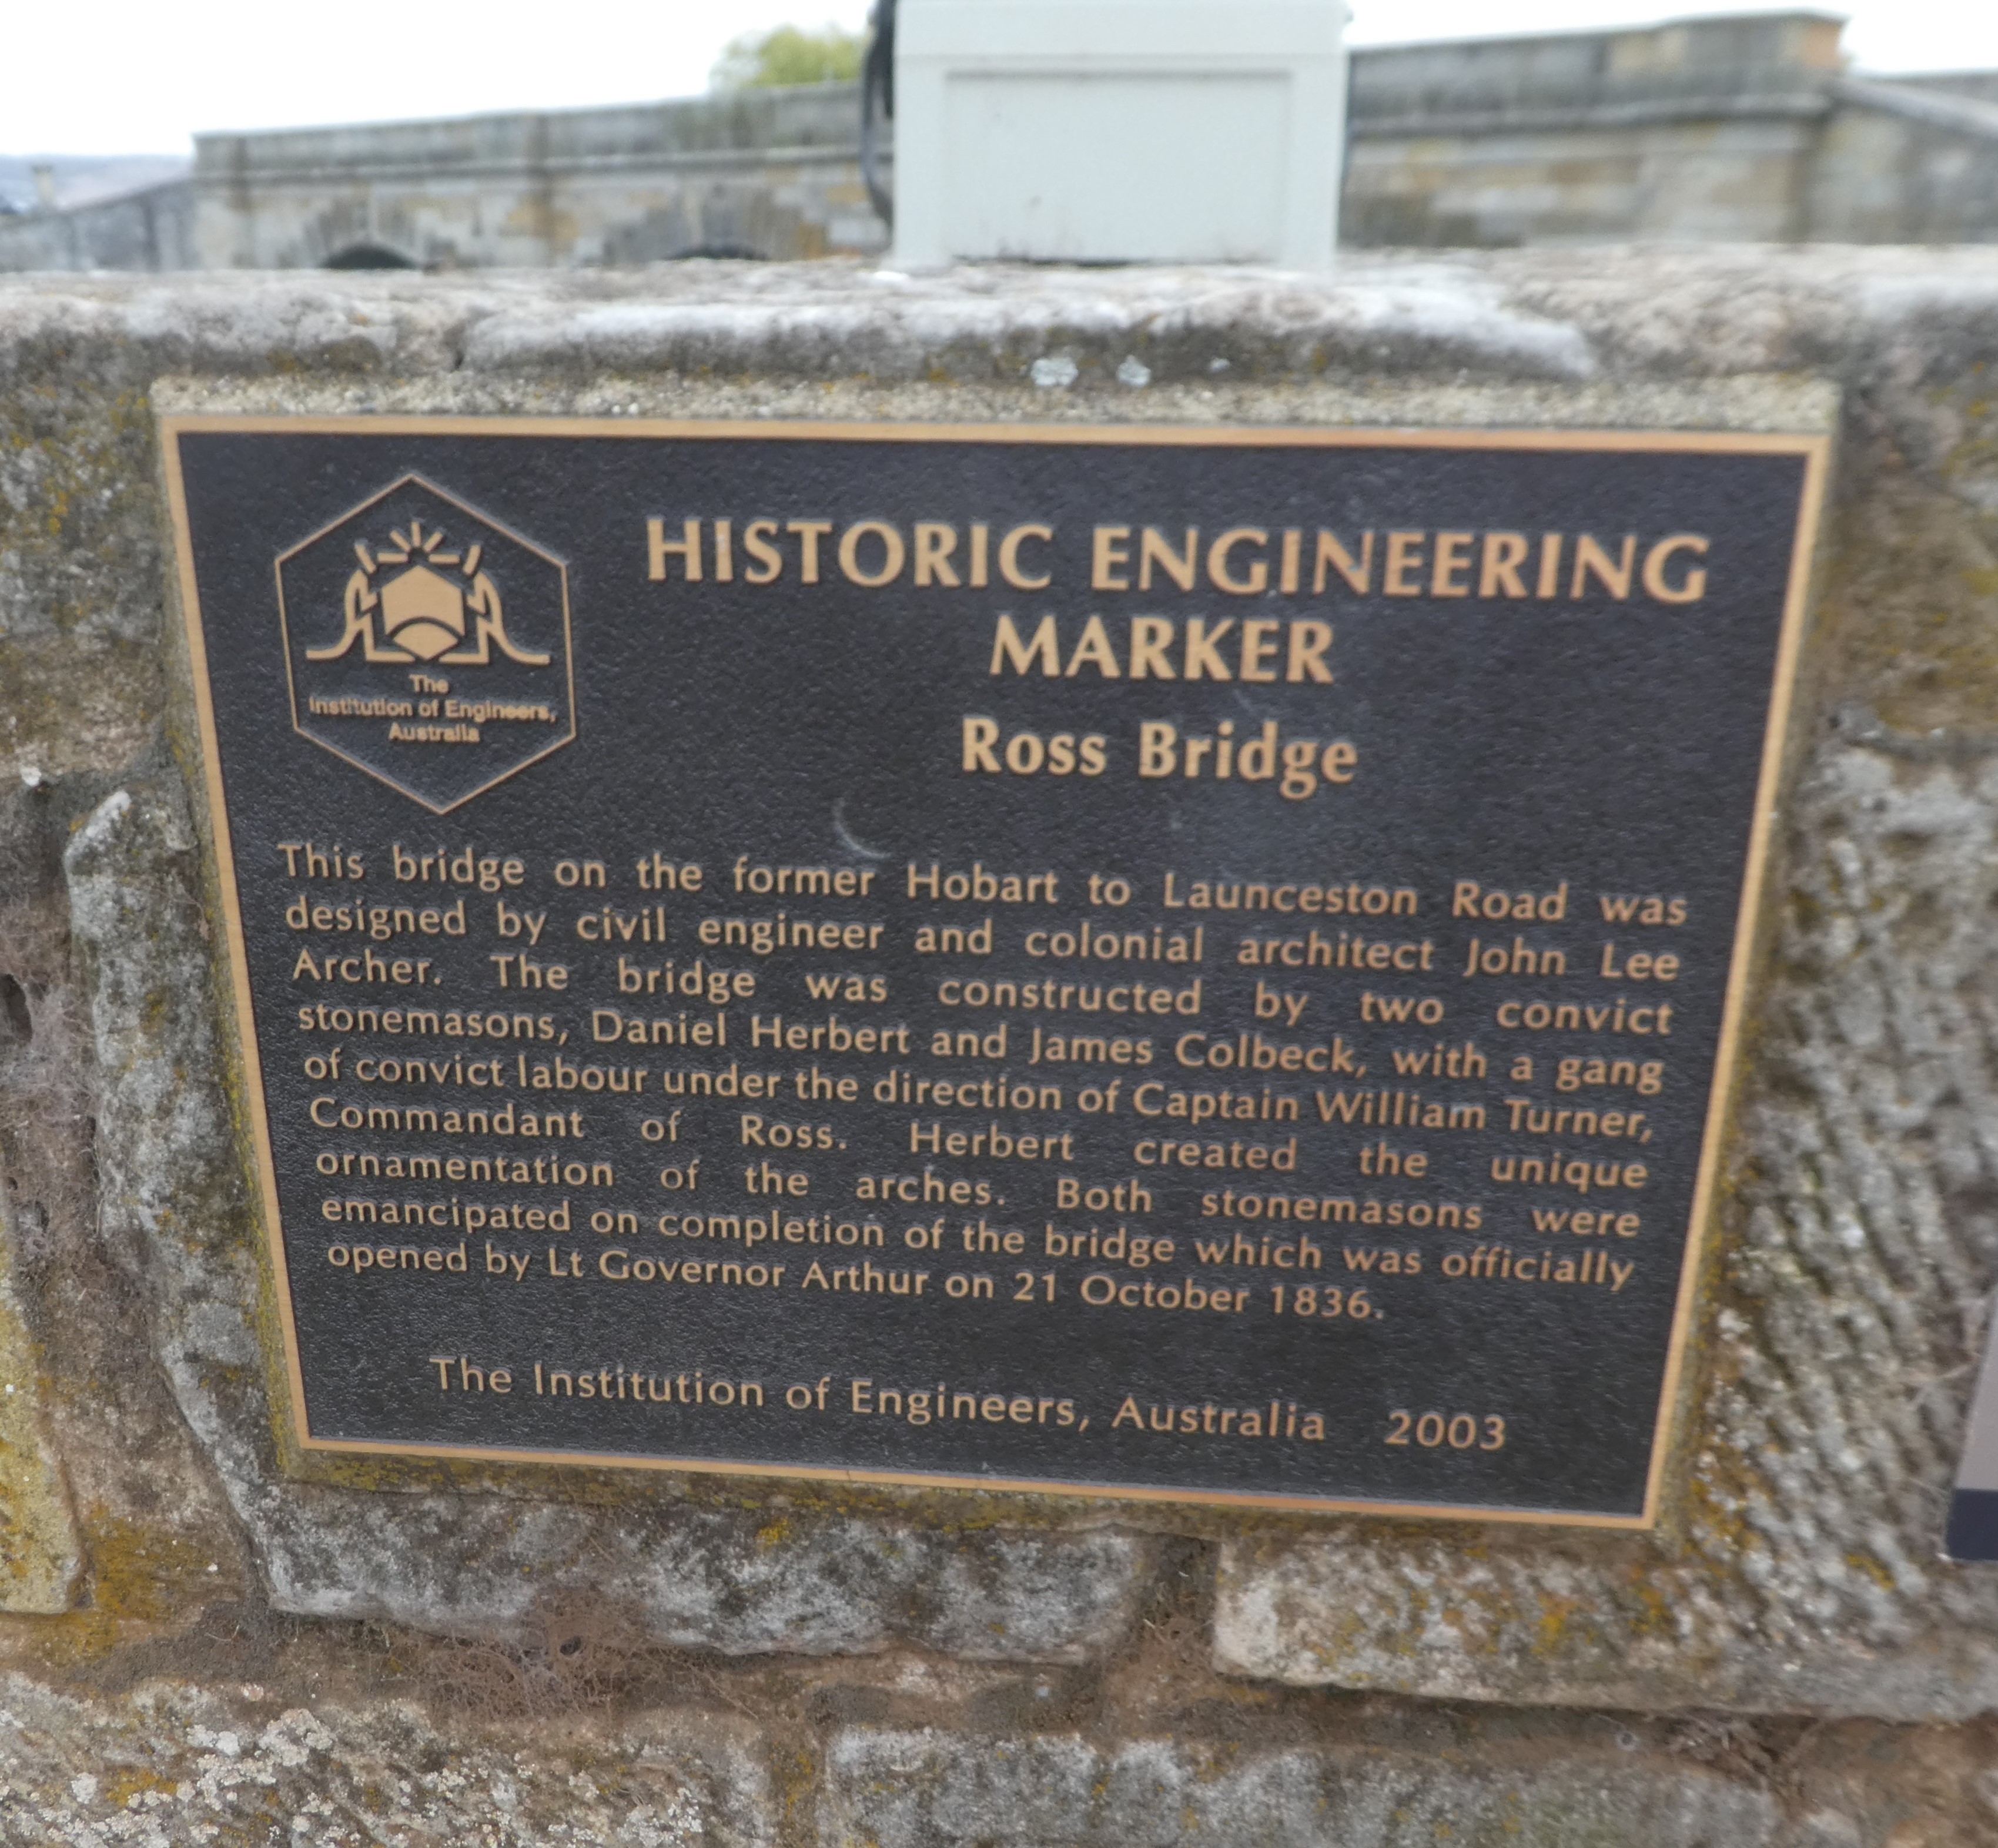 The
Institution of Engineers,
Australia
HISTORIC ENGINEERING
MARKER
Ross Bridge
This bridge on the former Hobart to Launceston Road was
designed by civil engineer and colonial architect John Lee
Archer. The bridge was constructed by two convict
stonemasons, Daniel Herbert and James Colbeck, with a gang
of convict labour under the direction of Captain William Turner,
Commandant of Ross. Herbert created the unique
ornamentation of the arches. Both stonemasons were
emancipated on completion of the bridge which was officially
opened by Lt Governor Arthur on 21 October 1836.
The Institution of Engineers, Australia 2003